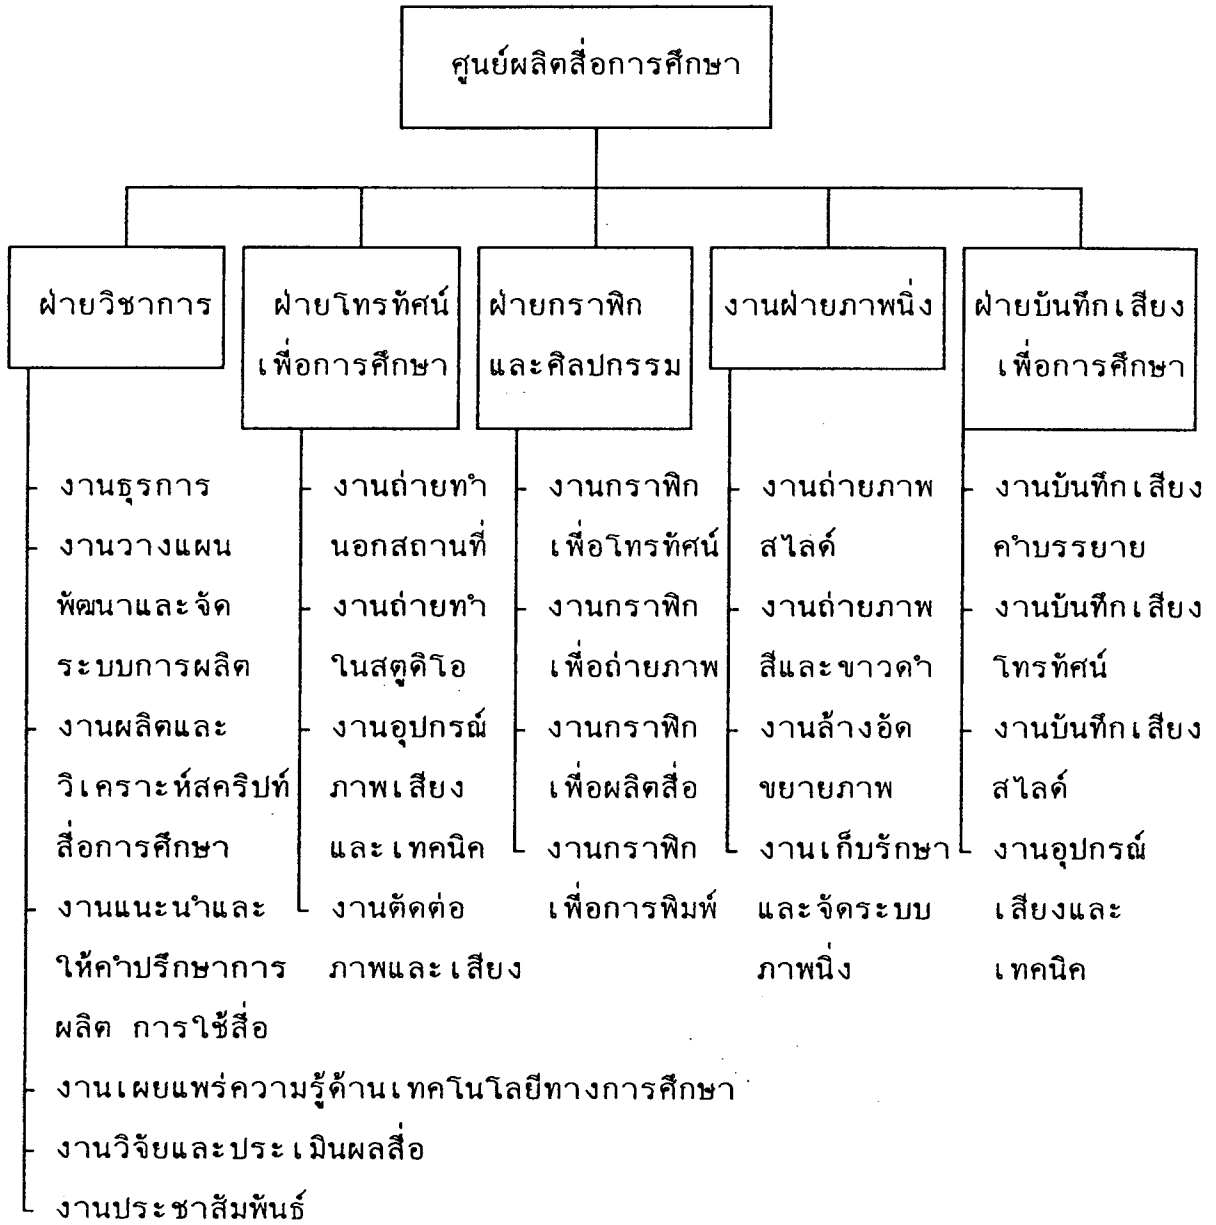 ศูนย์ผลิตสื่อการศึกษา
ฝ่ายวิชาการ
งานธุรการ
งานวางแผน
พัฒนาและจัด
ระบบการผลิต
งานผลิตและ
วิเคราะห์สคริปท์
สื่อการศึกษา
งานแนะนำและ
ให้คำปรึกษาการ
ผลิต การใช้สื่อ
งานเผยแพร่ความรู้ด้านเทคโนโลยีทางการศึกษา
งานวิจัยและประเมินผลสื่อ
งานประชาสัมพันธ์
ฝ่ายโทรทัศน์
เพื่อการศึกษา
งานถ่ายทำ
นอกสถานที่
งานถ่ายทำ
ในสตูดิโอ
งานอุปกรณ์
ภาพเสียง
และเทคนิค
งานตัดต่อ
ภาพและเสียง
ฝ่ายกราพิก
และศิลปกรรม
งานกราพิก
เพื่อโทรทัศน์
งานกราพิก
เพื่อถ่ายภาพ
งานกราพิก
เพื่อผลิตสื่อ
งานกราพิก
เพื่อการพิมพ์
งานฝ่ายภาพนิ่ง
งานถ่ายภาพ
สไลด์
งานถ่ายภาพ
สีและขาวดำ
งานล้างอัด
ขยายภาพ
งานเก็บรักษา
และจัดระบบ
ภาพนิ่ง
ฝ่ายบันทึกเสียง
เพื่อการศึกษา
งานบันทึกเสียง
คำบรรยาย
งานบันทึกเสียง
โทรทัศน์
งานบันทึกเสียง
สไลด์
งานอุปกรณ์
เสียงและ
เทคนิค